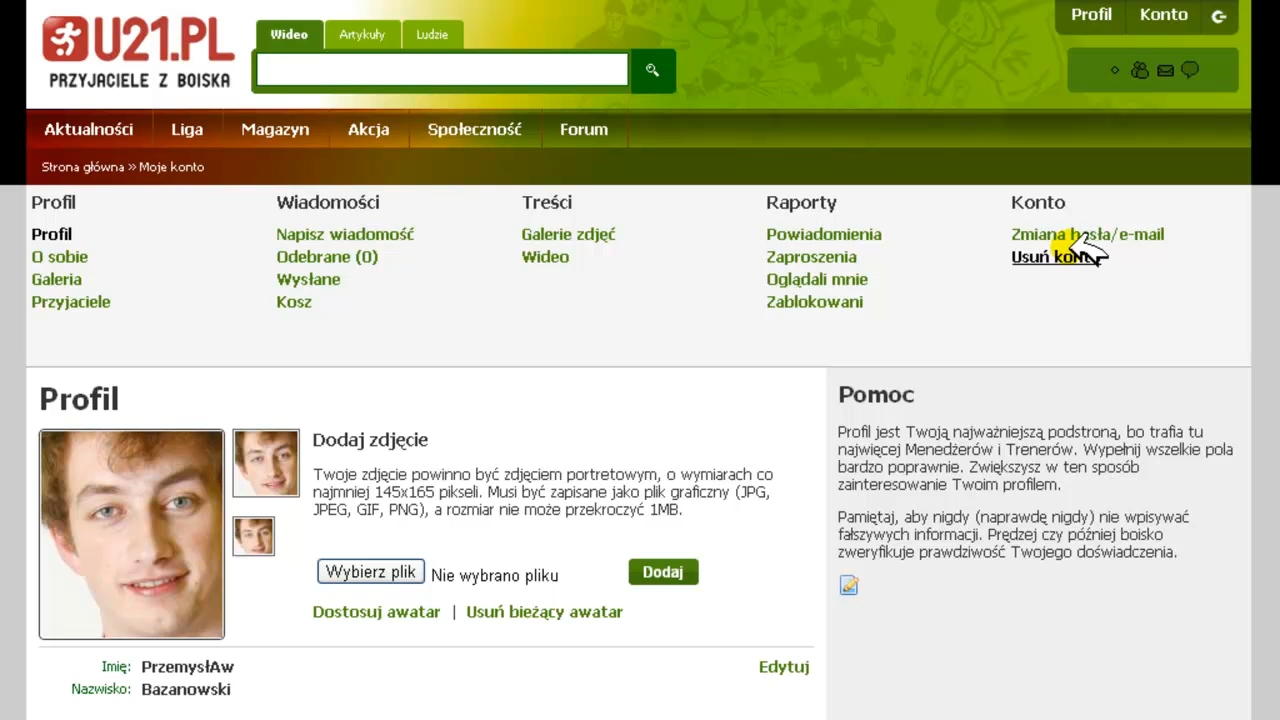 U21.PL
PRZYJACIELE Z BOISKA
Wideo Artykuły Ludzie
Profil Konto
Aktualności Liga Magazyn Akcja Społeczność Forum
Strona główna » Moje konto
Profil
Profil
O sobie
Galeria
Przyjaciele
Wiadomości
Napisz wiadomość
Odebrane (0)
Wysłane
Kosz
Treści
Galerie zdjęć
Wideo
Raporty
Powiadomienia
Zaproszenia
Oglądali mnie
Zablokowani
Konto
Zmiana hasła/e-mail
Usuń konto
Profil
Dodaj zdjęcie
Twoje zdjęcie powinno być zdjęciem portretowym, o wymiarach co
najmniej 145x165 pikseli. Musi być zapisane jako plik graficzny (JPG,
JPEG, GIF, PNG), a rozmiar nie może przekroczyć 1MB.
Wybierz plik Nie wybrano pliku Dodaj
Dostosuj awatar | Usuń bieżący awatar
Imię: PrzemysłAw Edytuj
Nazwisko: Bazanowski
Pomoc
Profil jest Twoją najważniejszą podstroną, bo trafia tu
najwięcej Menedżerów i Trenerów. Wypełnij wszelkie pola
bardzo poprawnie. Zwiększysz w ten sposób
zainteresowanie Twoim profilem.
Pamiętaj, aby nigdy (naprawdę nigdy) nie wpisywać
fałszywych informacji. Prędzej czy później boisko
zweryfikuje prawdziwość Twojego doświadczenia.